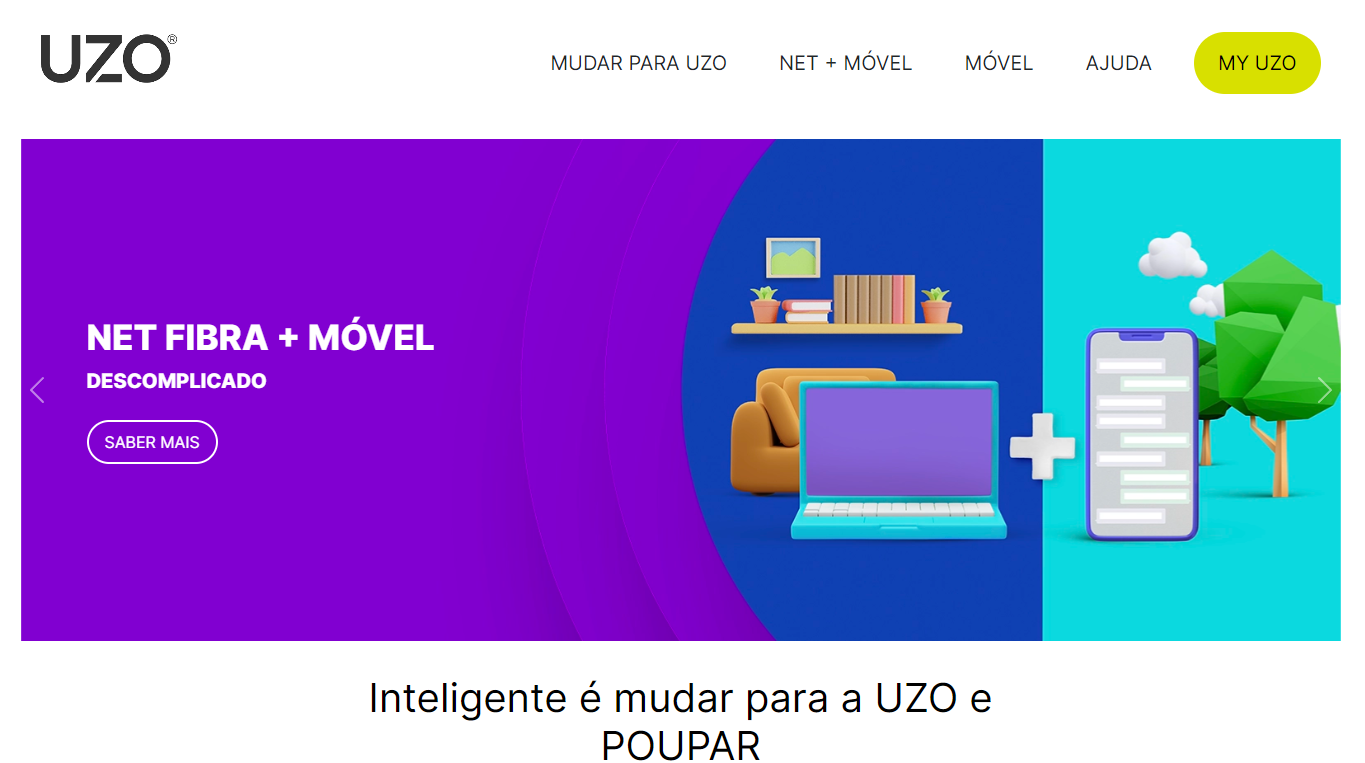 UZO®
MUDAR PARA UZO
NET + MÓVEL
MÓVEL
AJUDA
MY UZO
NET FIBRA + MÓVEL
DESCOMPLICADO
SABER MAIS
Inteligente é mudar para a UZO e
POUPAR